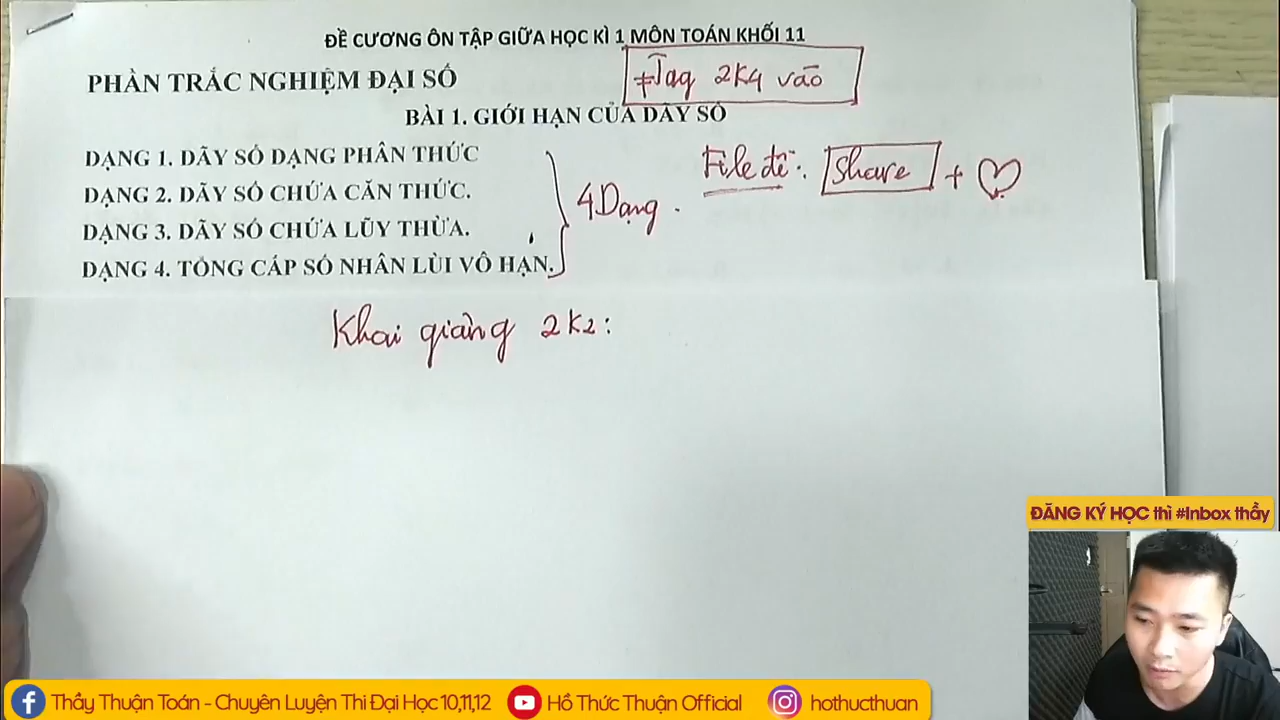 ĐỀ CƯƠNG ÔN TẬP GIỮA HỌC KÌ 1 MÔN TOÁN KHỐI 11
PHẦN TRẮC NGHIỆM ĐẠI SỐ
+Tag 2K4 vào
BÀI 1. GIỚI HẠN CỦA DÃY SỐ
DẠNG 1. DÃY SỐ DẠNG PHÂN THỨC
DẠNG 2. DÃY SỐ CHỨA CĂN THỨC.
DẠNG 3. DÃY SỐ CHỨA LŨY THỪA.
DẠNG 4. TỔNG CẤP SỐ NHÂN LÙI VÔ HẠN.
4 Dạng.
File đề: Share + ♡
Khai giảng 2K2:
ĐĂNG KÝ HỌC thì #Inbox thầy
Thầy Thuận Toán - Chuyên Luyện Thi Đại Học 10,11,12
Hồ Thức Thuận Official
hothucthuan